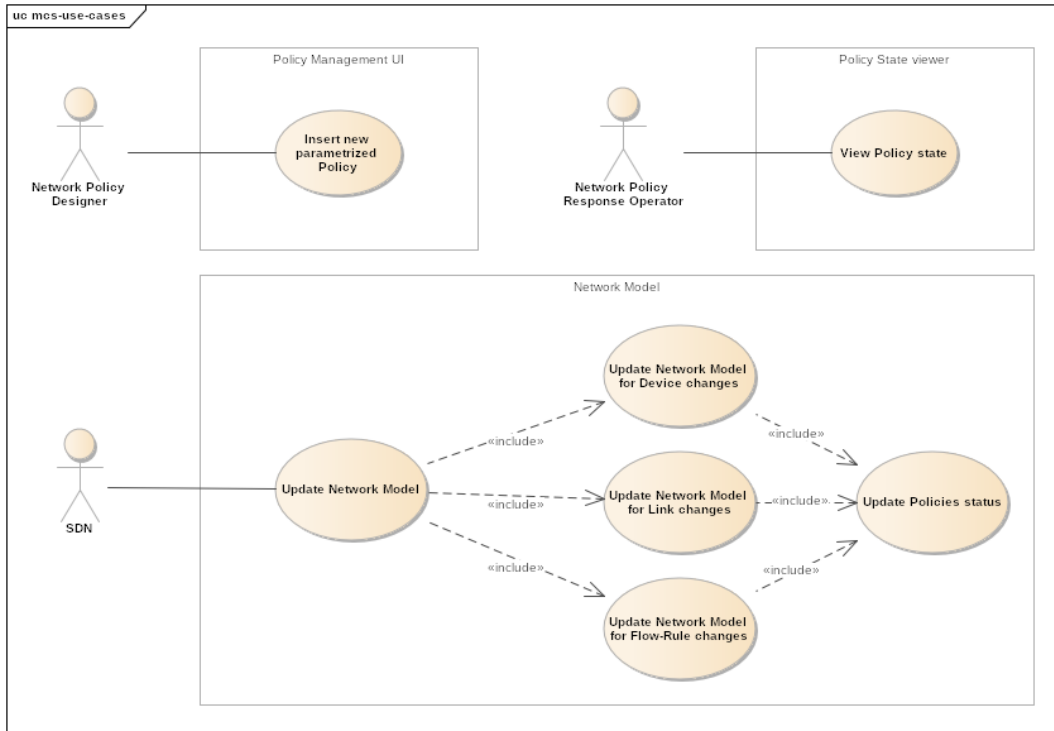 uc mcs-use-cases
Policy Management UI
Policy State viewer
Insert new
parametrized
Policy
View Policy state
Network Policy
Designer
Network Policy
Response Operator
Network Model
Update Network Model
for Device changes
«include»
«include»
Update Network Model
«include»
Update Network Model
for Link changes
«include»
Update Policies status
SDN
«include»
«include»
Update Network Model
for Flow-Rule changes